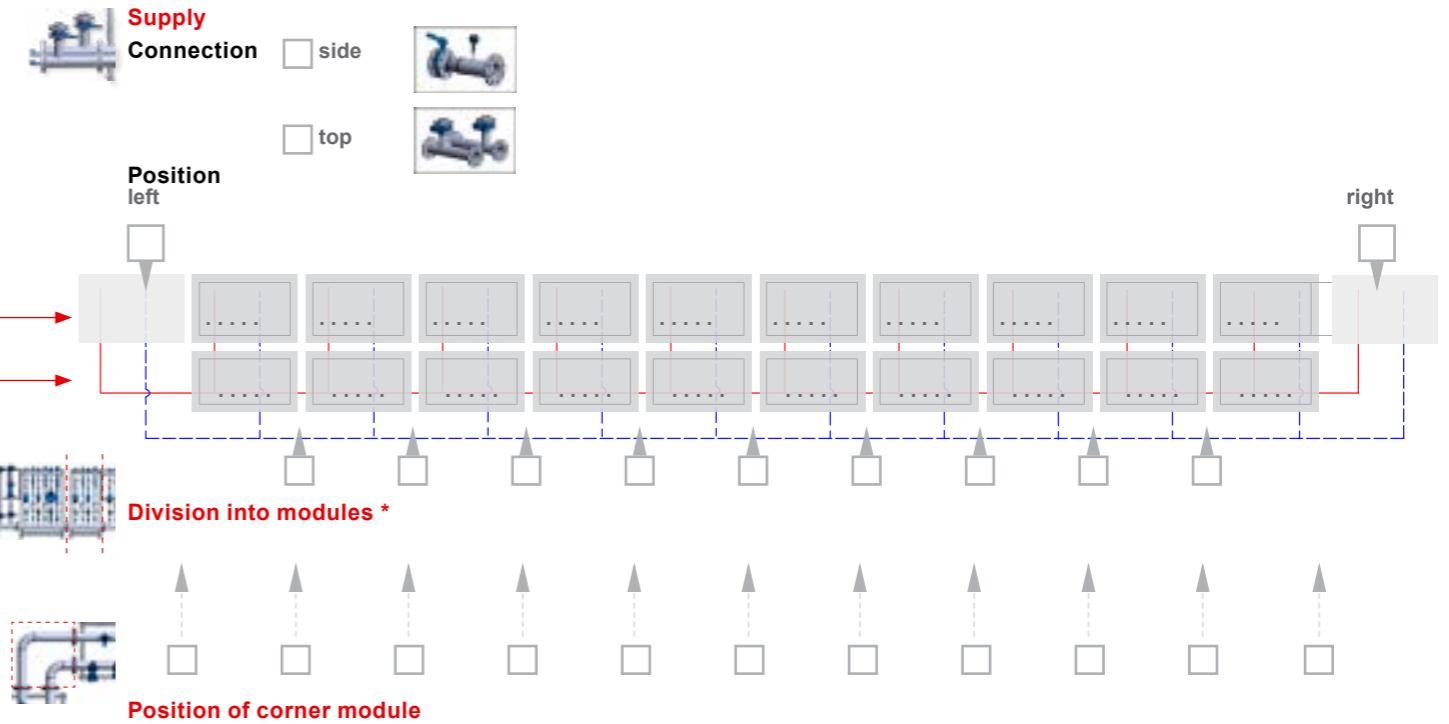 Supply
Connection
side
top
Position
left
right
.....  .....  .....  .....  .....  .....  .....  .....  .....  .....
.....  .....  .....  .....  .....  .....  .....  .....  .....  .....
Division into modules *
Position of corner module